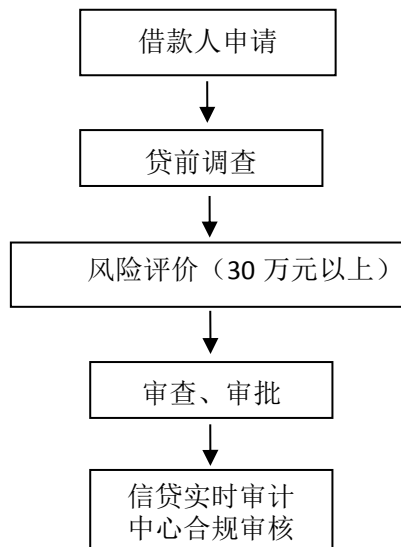 借款人申请
贷前调查
风险评价（30 万元以上）
审查、审批
信贷实时审计
中心合规审核